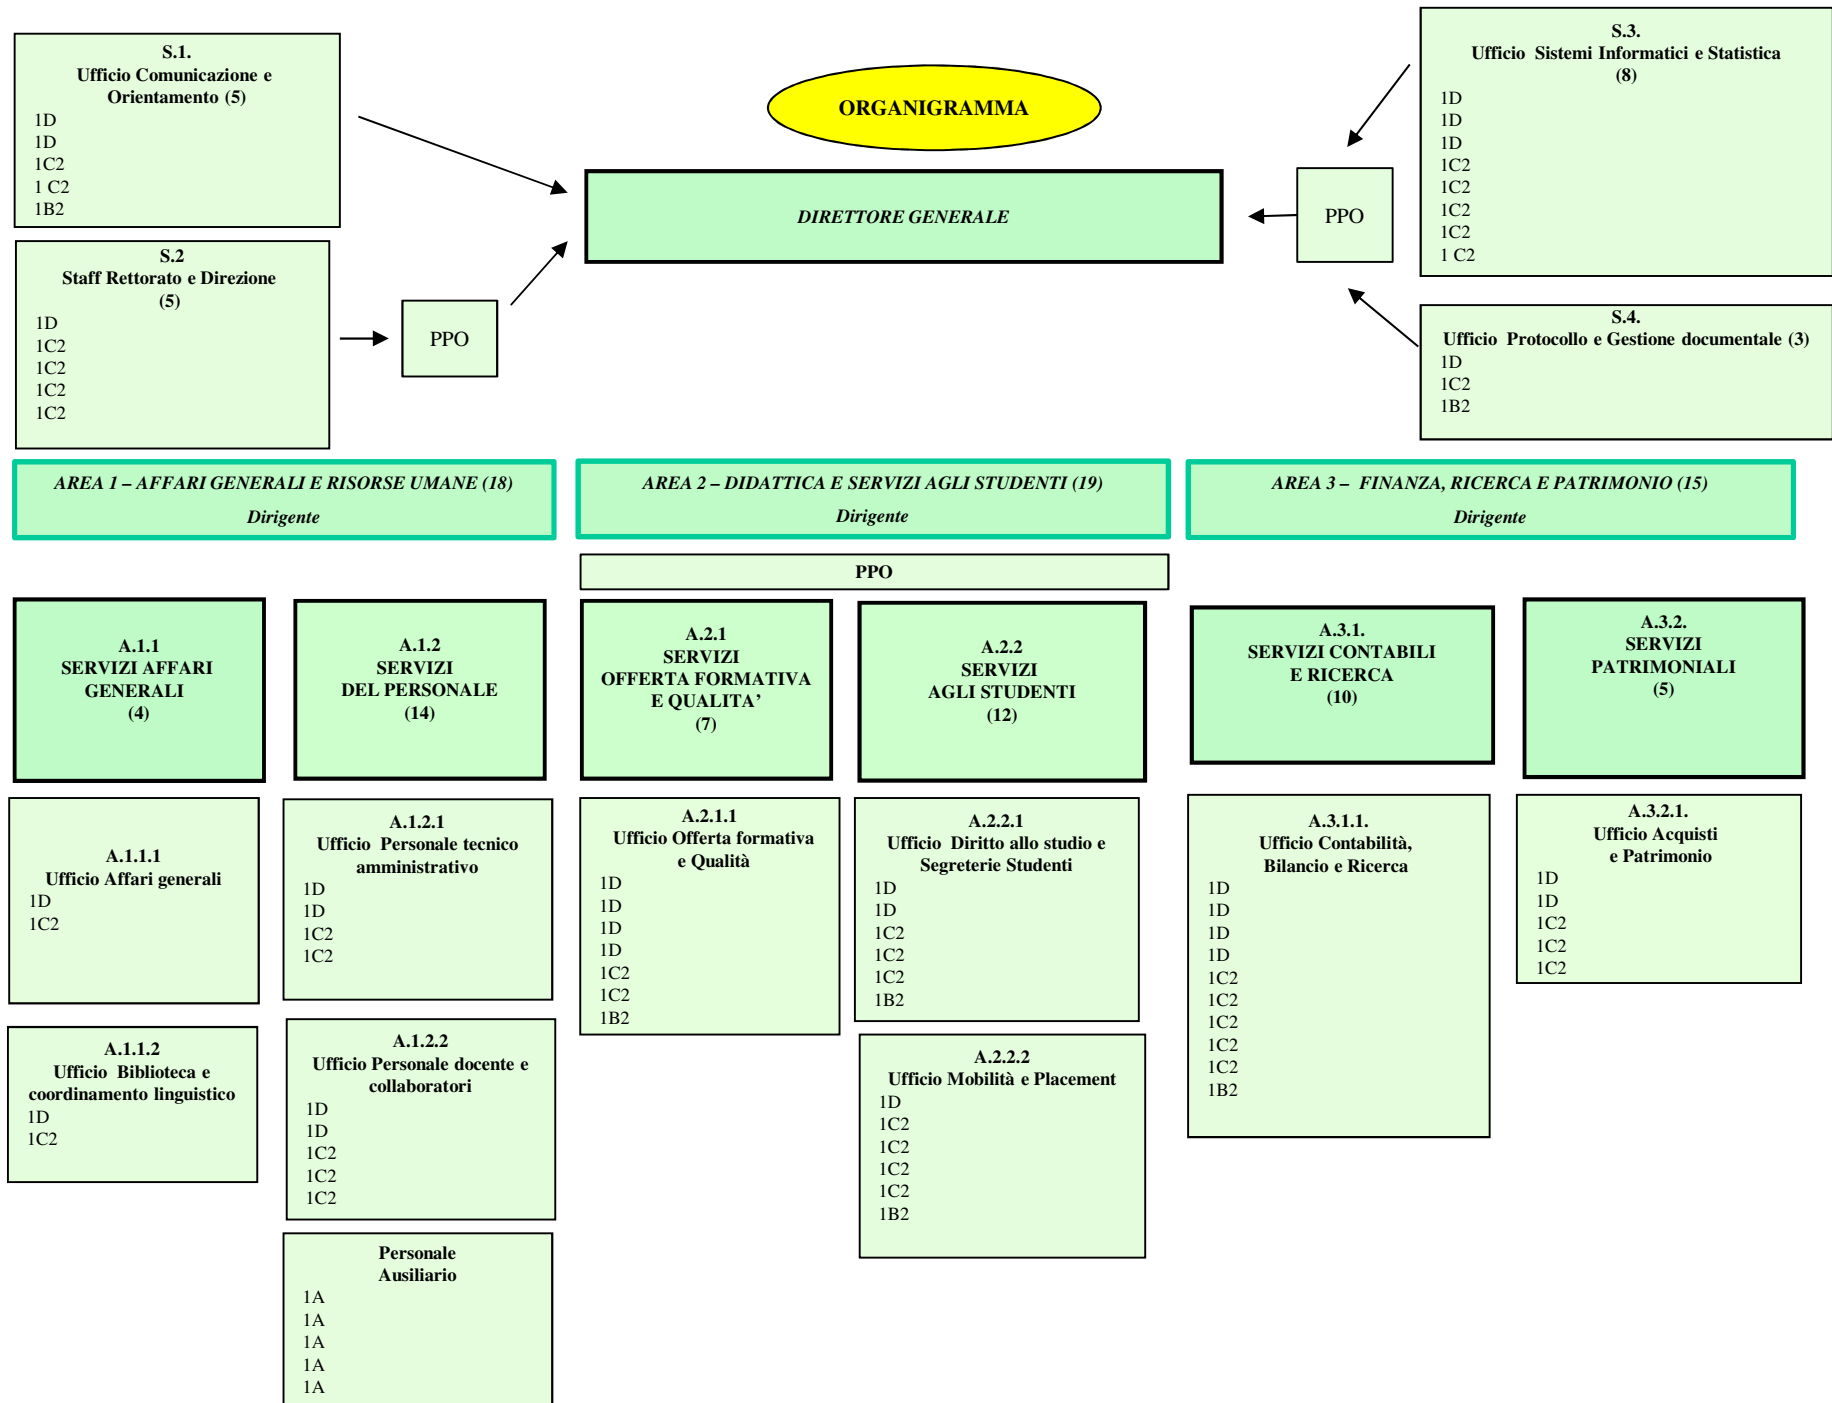 S.1.
Ufficio Comunicazione e
Orientamento (5)
1D
1D
1C2
1 C2
1B2
S.2
Staff Rettorato e Direzione
(5)
1D
1C2
1C2
1C2
1C2
PPO
ORGANIGRAMMA
DIRETTORE GENERALE
PPO
S.3.
Ufficio Sistemi Informatici e Statistica
(8)
1D
1D
1D
1C2
1C2
1C2
1C2
1 C2
S.4.
Ufficio Protocollo e Gestione documentale (3)
1D
1C2
1B2
AREA 1 – AFFARI GENERALI E RISORSE UMANE (18)
Dirigente
AREA 2 – DIDATTICA E SERVIZI AGLI STUDENTI (19)
Dirigente
AREA 3 – FINANZA, RICERCA E PATRIMONIO (15)
Dirigente
PPO
A.1.1
SERVIZI AFFARI
GENERALI
(4)
A.1.2
SERVIZI
DEL PERSONALE
(14)
A.2.1
SERVIZI
OFFERTA FORMATIVA
E QUALITA’
(7)
A.2.2
SERVIZI
AGLI STUDENTI
(12)
A.3.1.
SERVIZI CONTABILI
E RICERCA
(10)
A.3.2.
SERVIZI
PATRIMONIALI
(5)
A.1.1.1
Ufficio Affari generali
1D
1C2
A.1.1.2
Ufficio Biblioteca e
coordinamento linguistico
1D
1C2
A.1.2.1
Ufficio Personale tecnico
amministrativo
1D
1D
1C2
1C2
A.1.2.2
Ufficio Personale docente e
collaboratori
1D
1D
1C2
1C2
1C2
Personale
Ausiliario
1A
1A
1A
1A
1A
A.2.1.1
Ufficio Offerta formativa
e Qualità
1D
1D
1D
1D
1C2
1C2
1B2
A.2.2.1
Ufficio Diritto allo studio e
Segreterie Studenti
1D
1D
1C2
1C2
1C2
1B2
A.2.2.2
Ufficio Mobilità e Placement
1D
1C2
1C2
1C2
1C2
1B2
A.3.1.1.
Ufficio Contabilità,
Bilancio e Ricerca
1D
1D
1D
1D
1C2
1C2
1C2
1C2
1C2
1B2
A.3.2.1.
Ufficio Acquisti
e Patrimonio
1D
1D
1C2
1C2
1C2